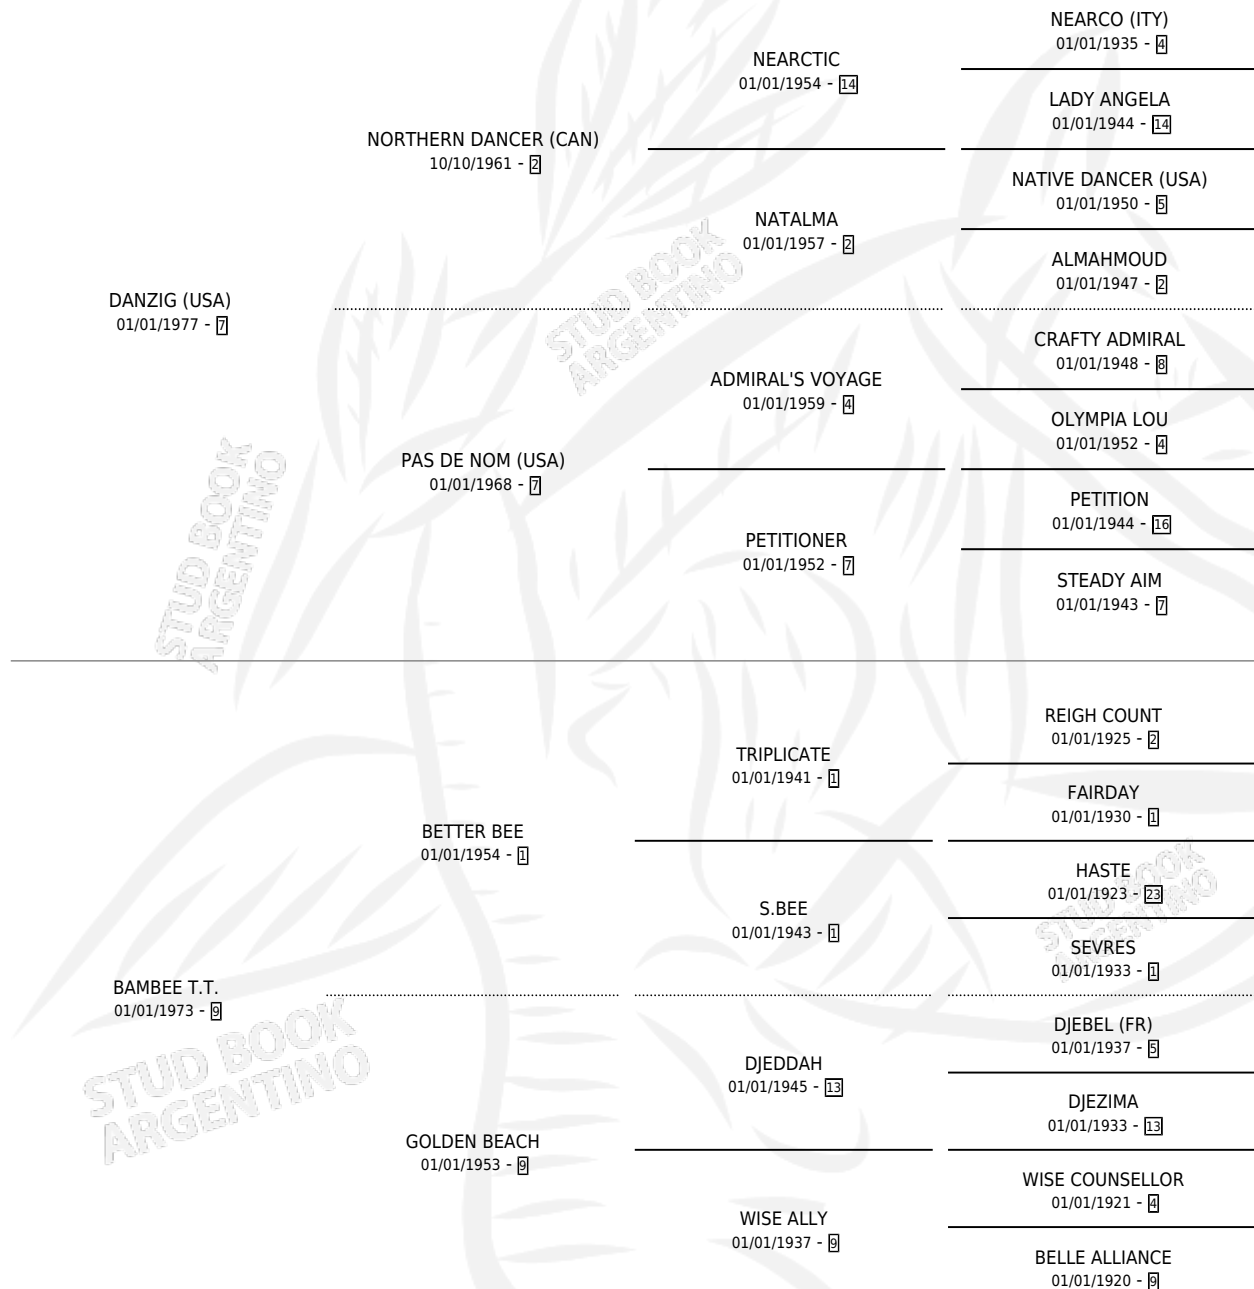 NEARCO (ITY)
01/01/1935 - 4
NEARCTIC
01/01/1954 - 14
LADY ANGELA
01/01/1944 - 14
NORTHERN DANCER (CAN)
10/10/1961 - 2
NATIVE DANCER (USA)
01/01/1950 - 5
NATALMA
01/01/1957 - 2
ALMAHMOUD
01/01/1947 - 2
DANZIG (USA)
01/01/1977 - 7
STUD BOOK
ARGENTINO
CRAFTY ADMIRAL
01/01/1948 - 8
ADMIRAL'S VOYAGE
01/01/1959 - 4
OLYMPIA LOU
01/01/1952 - 4
PAS DE NOM (USA)
01/01/1968 - 7
PETITION
01/01/1944 - 16
PETITIONER
01/01/1952 - 7
STEADY AIM
01/01/1943 - 7
STUD BOOK
ARGENTINO
REIGH COUNT
01/01/1925 - 2
TRIPLICATE
01/01/1941 - 1
FAIRDAY
01/01/1930 - 1
BETTER BEE
01/01/1954 - 1
HASTE
01/01/1923 - 23
S.BEE
01/01/1943 - 1
SEVRES
01/01/1933 - 1
STUD BOOK
ARGENTINO
BAMBEE T.T.
01/01/1973 - 9
DJEBEL (FR)
01/01/1937 - 5
DJEDDAH
01/01/1945 - 13
DJEZIMA
01/01/1933 - 13
STUD BOOK
ARGENTINO
GOLDEN BEACH
01/01/1953 - 9
WISE COUNSELLOR
01/01/1921 - 4
WISE ALLY
01/01/1937 - 9
BELLE ALLIANCE
01/01/1920 - 9